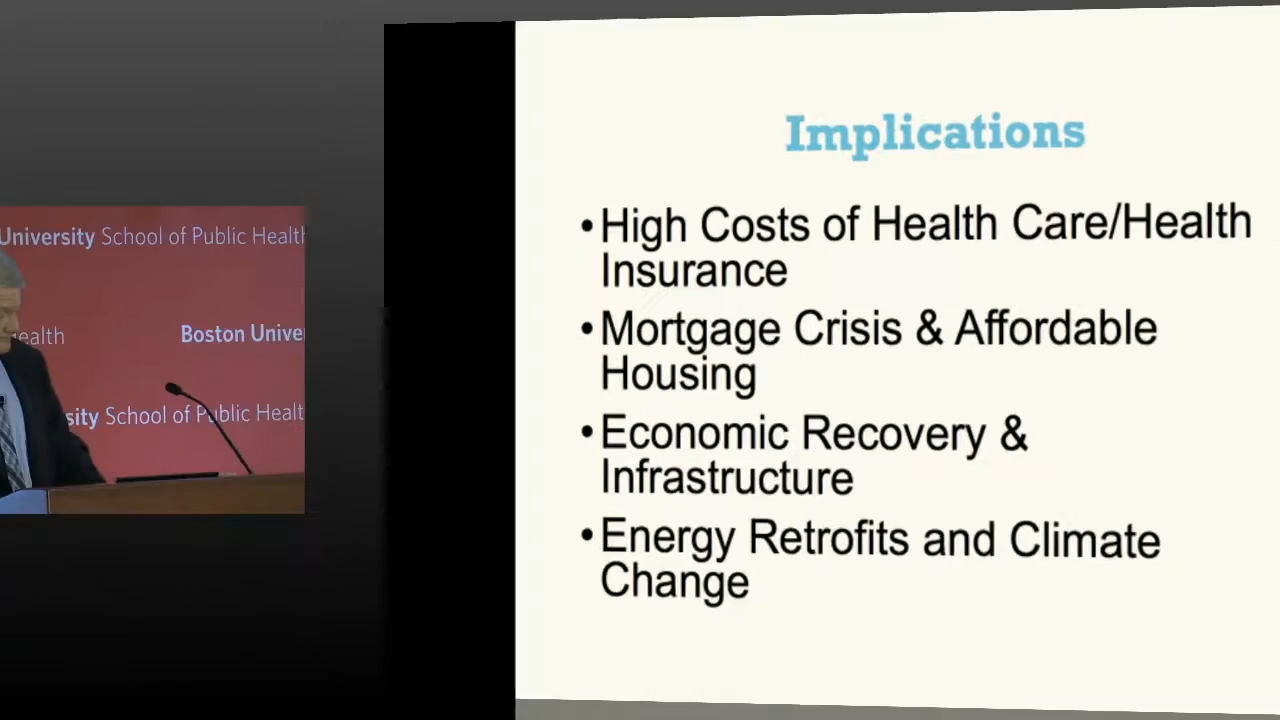 University School of Public Health
ealth
Boston Univer
sity School of Public Healt
Implications
•High Costs of Health Care/Health
Insurance
•Mortgage Crisis & Affordable
Housing
•Economic Recovery &
Infrastructure
•Energy Retrofits and Climate
Change